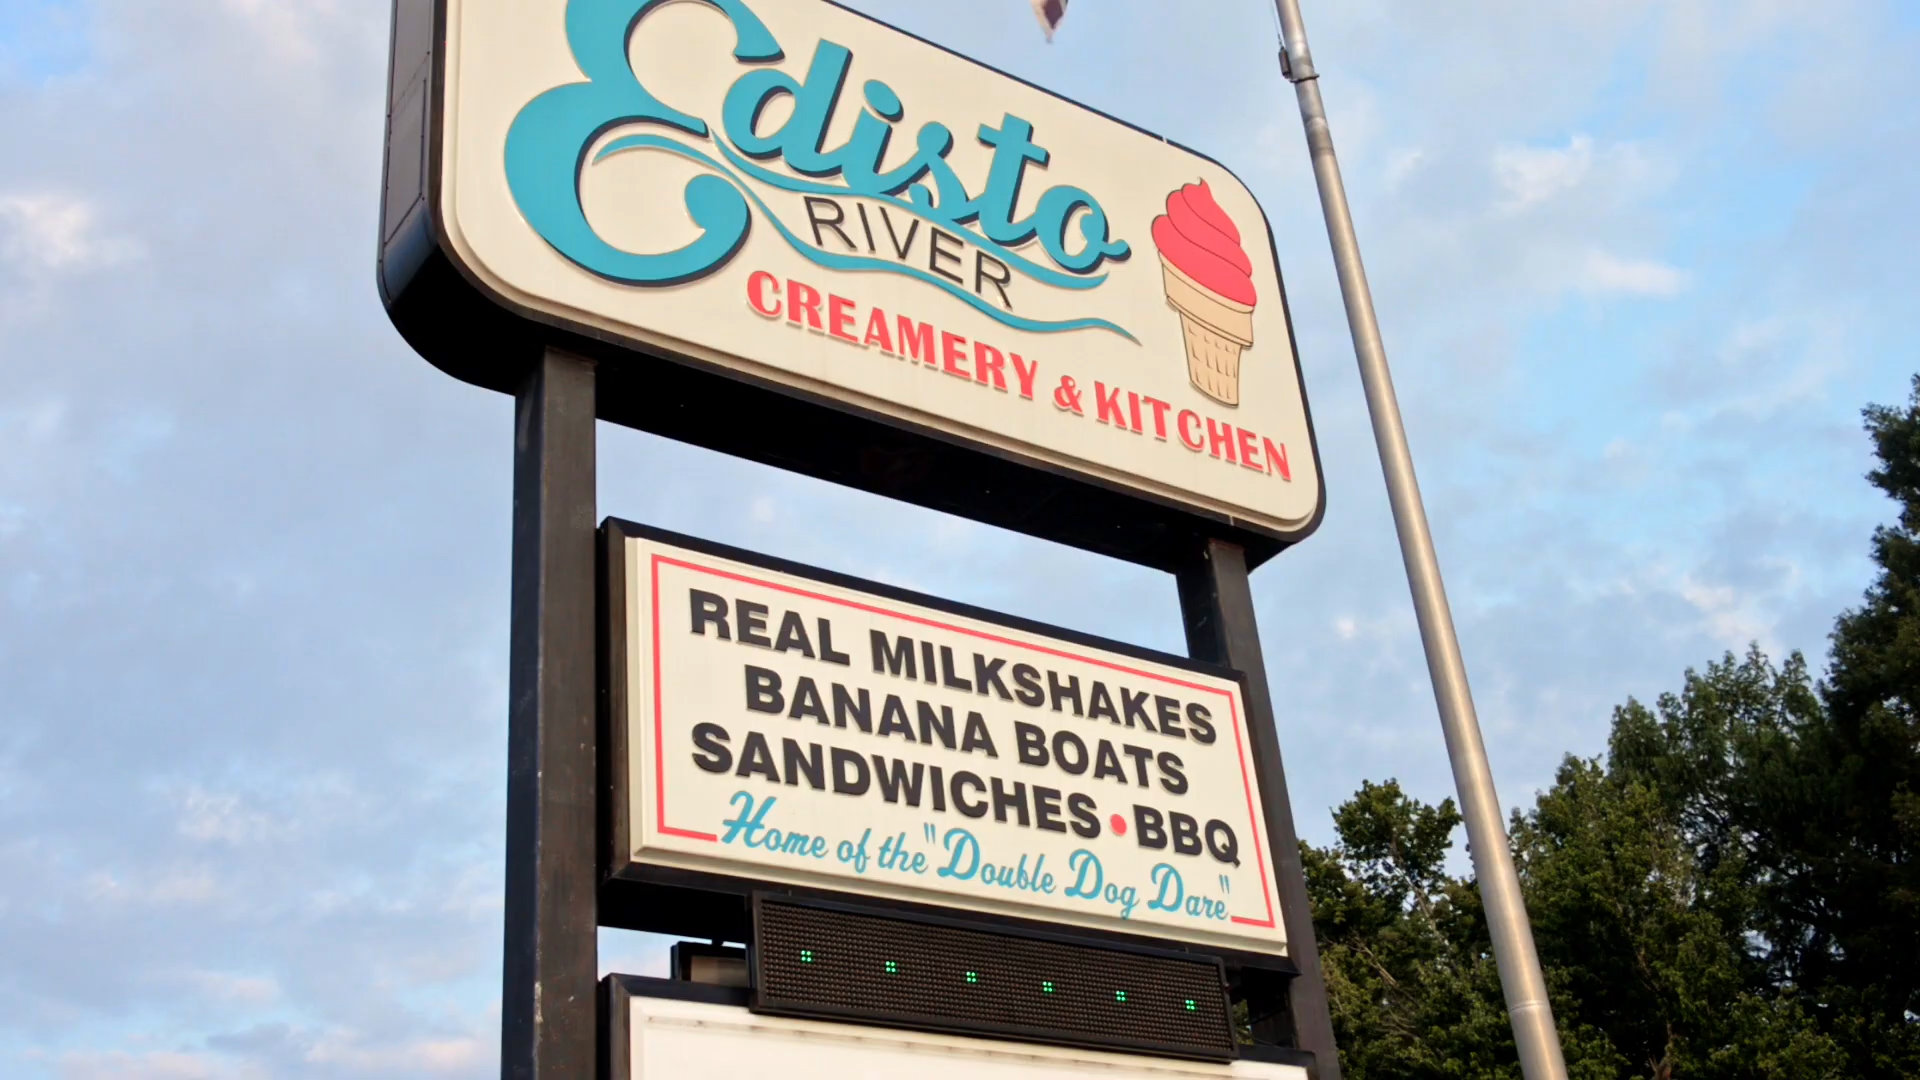 Edisto
RIVER
CREAMERY & KITCHEN
REAL MILKSHAKES
BANANA BOATS
SANDWICHES • BBQ
Home of the "Double Dog Dare"